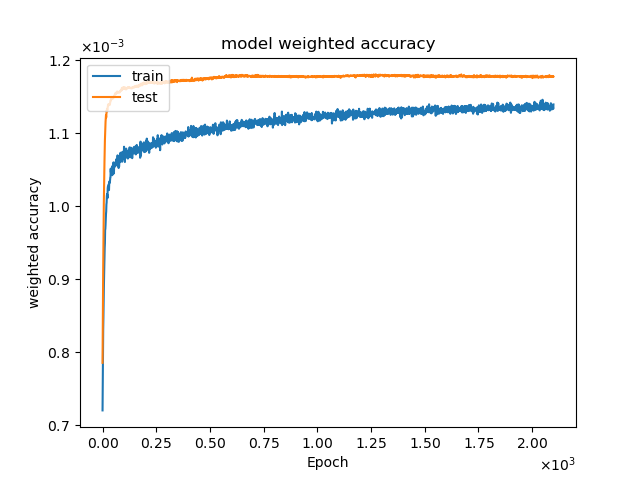 model weighted accuracy
×10⁻³
1.2
1.1
1.0
0.9
0.8
0.7
weighted accuracy
train
test
0.00 0.25 0.50 0.75 1.00 1.25 1.50 1.75 2.00
Epoch
×10³